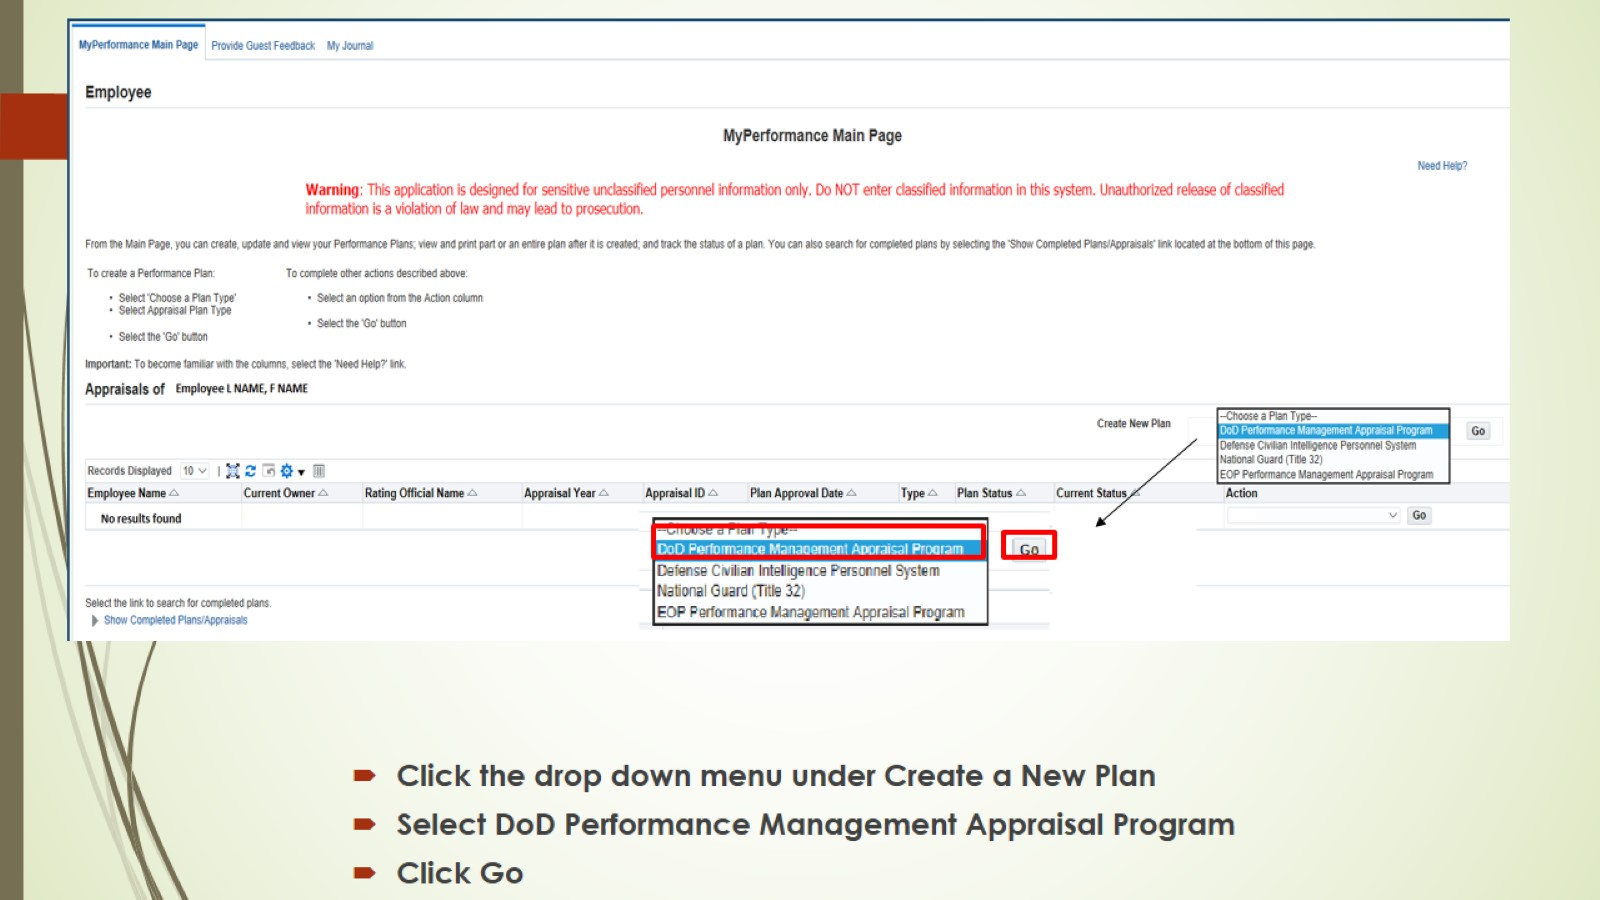 MyPerformance Main Page Provide Guest Feedback My Journal
Employee
MyPerformance Main Page
Need Help?
Warning: This application is designed for sensitive unclassified personnel information only. Do NOT enter classified information in this system. Unauthorized release of classified
information is a violation of law and may lead to prosecution.
From the Main Page, you can create, update and view your Performance Plans; view and print part or an entire plan after it is created; and track the status of a plan. You can also search for completed plans by selecting the 'Show Completed Plans/Appraisals' link located at the bottom of this page.
To create a Performance Plan:
• Select 'Choose a Plan Type'
• Select Appraisal Plan Type
• Select the 'Go' button
To complete other actions described above:
• Select an option from the Action column
• Select the 'Go' button
Important: To become familiar with the columns, select the 'Need Help?' link.
Appraisals of Employee L NAME, F NAME
Create New Plan
--Choose a Plan Type--
DoD Performance Management Appraisal Program
Defense Civilian Intelligence Personnel System
National Guard (Title 32)
EOP Performance Management Appraisal Program
Go
Records Displayed 10
Employee Name Current Owner Rating Official Name Appraisal Year Appraisal ID Plan Approval Date Type Plan Status Current Status Action
No results found
Go
--Choose a Plan Type--
DoD Performance Management Appraisal Program
Defense Civilian Intelligence Personnel System
National Guard (Title 32)
EOP Performance Management Appraisal Program
Go
Select the link to search for completed plans.
Show Completed Plans/Appraisals
Click the drop down menu under Create a New Plan
Select DoD Performance Management Appraisal Program
Click Go